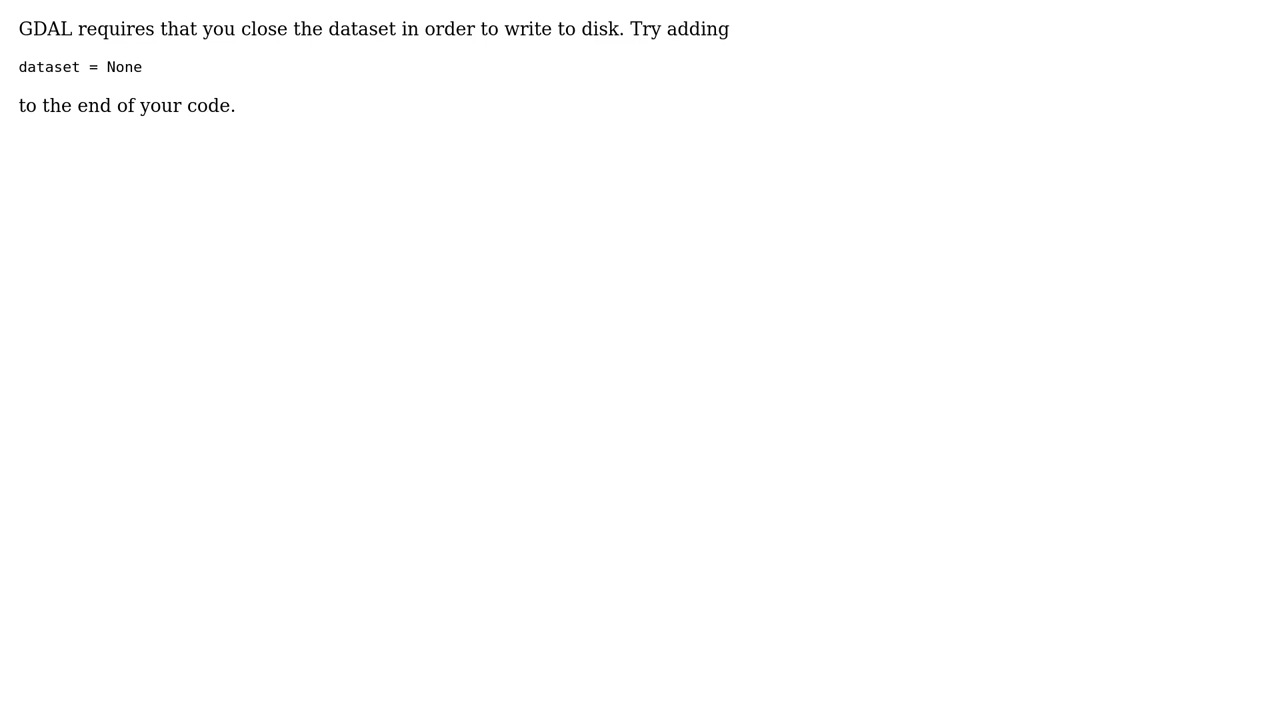 GDAL requires that you close the dataset in order to write to disk. Try adding
dataset = None
to the end of your code.